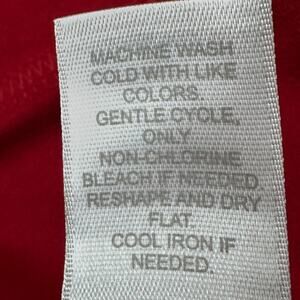 MACHINE WASH
COLD WITH LIKE
COLORS.
GENTLE CYCLE.
ONLY
NON-CHLORINE
BLEACH IF NEEDED.
RESHAPE AND DRY
FLAT.
COOL IRON IF
NEEDED.